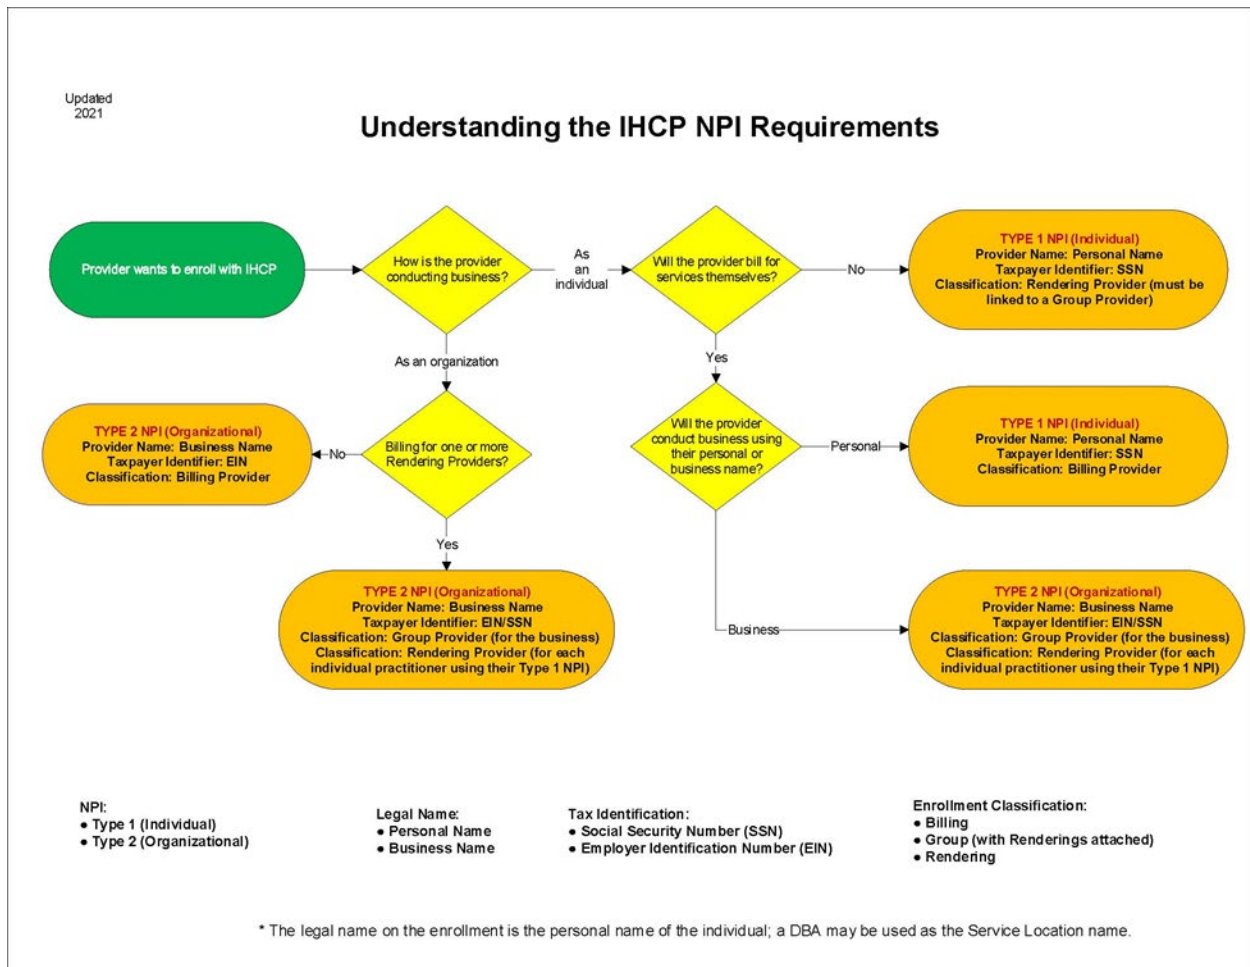 Updated
2021
Understanding the IHCP NPI Requirements
Provider wants to enroll with IHCP
How is the provider
conducting business?
As
an
individual
Will the provider bill for
services themselves?
No
TYPE 1 NPI (Individual)
Provider Name: Personal Name
Taxpayer Identifier: SSN
Classification: Rendering Provider (must be
linked to a Group Provider)
As an organization
Yes
TYPE 2 NPI (Organizational)
Provider Name: Business Name
Taxpayer Identifier: EIN
Classification: Billing Provider
No
Billing for one or more
Rendering Providers?
Will the provider
conduct business using
their personal or
business name?
Personal
TYPE 1 NPI (Individual)
Provider Name: Personal Name
Taxpayer Identifier: SSN
Classification: Billing Provider
Yes
TYPE 2 NPI (Organizational)
Provider Name: Business Name
Taxpayer Identifier: EIN/SSN
Classification: Group Provider (for the business)
Classification: Rendering Provider (for each
individual practitioner using their Type 1 NPI)
Business
TYPE 2 NPI (Organizational)
Provider Name: Business Name
Taxpayer Identifier: EIN/SSN
Classification: Group Provider (for the business)
Classification: Rendering Provider (for each
individual practitioner using their Type 1 NPI)
NPI:
● Type 1 (Individual)
● Type 2 (Organizational)
Legal Name:
● Personal Name
● Business Name
Tax Identification:
● Social Security Number (SSN)
● Employer Identification Number (EIN)
Enrollment Classification:
● Billing
● Group (with Renderings attached)
● Rendering
* The legal name on the enrollment is the personal name of the individual; a DBA may be used as the Service Location name.